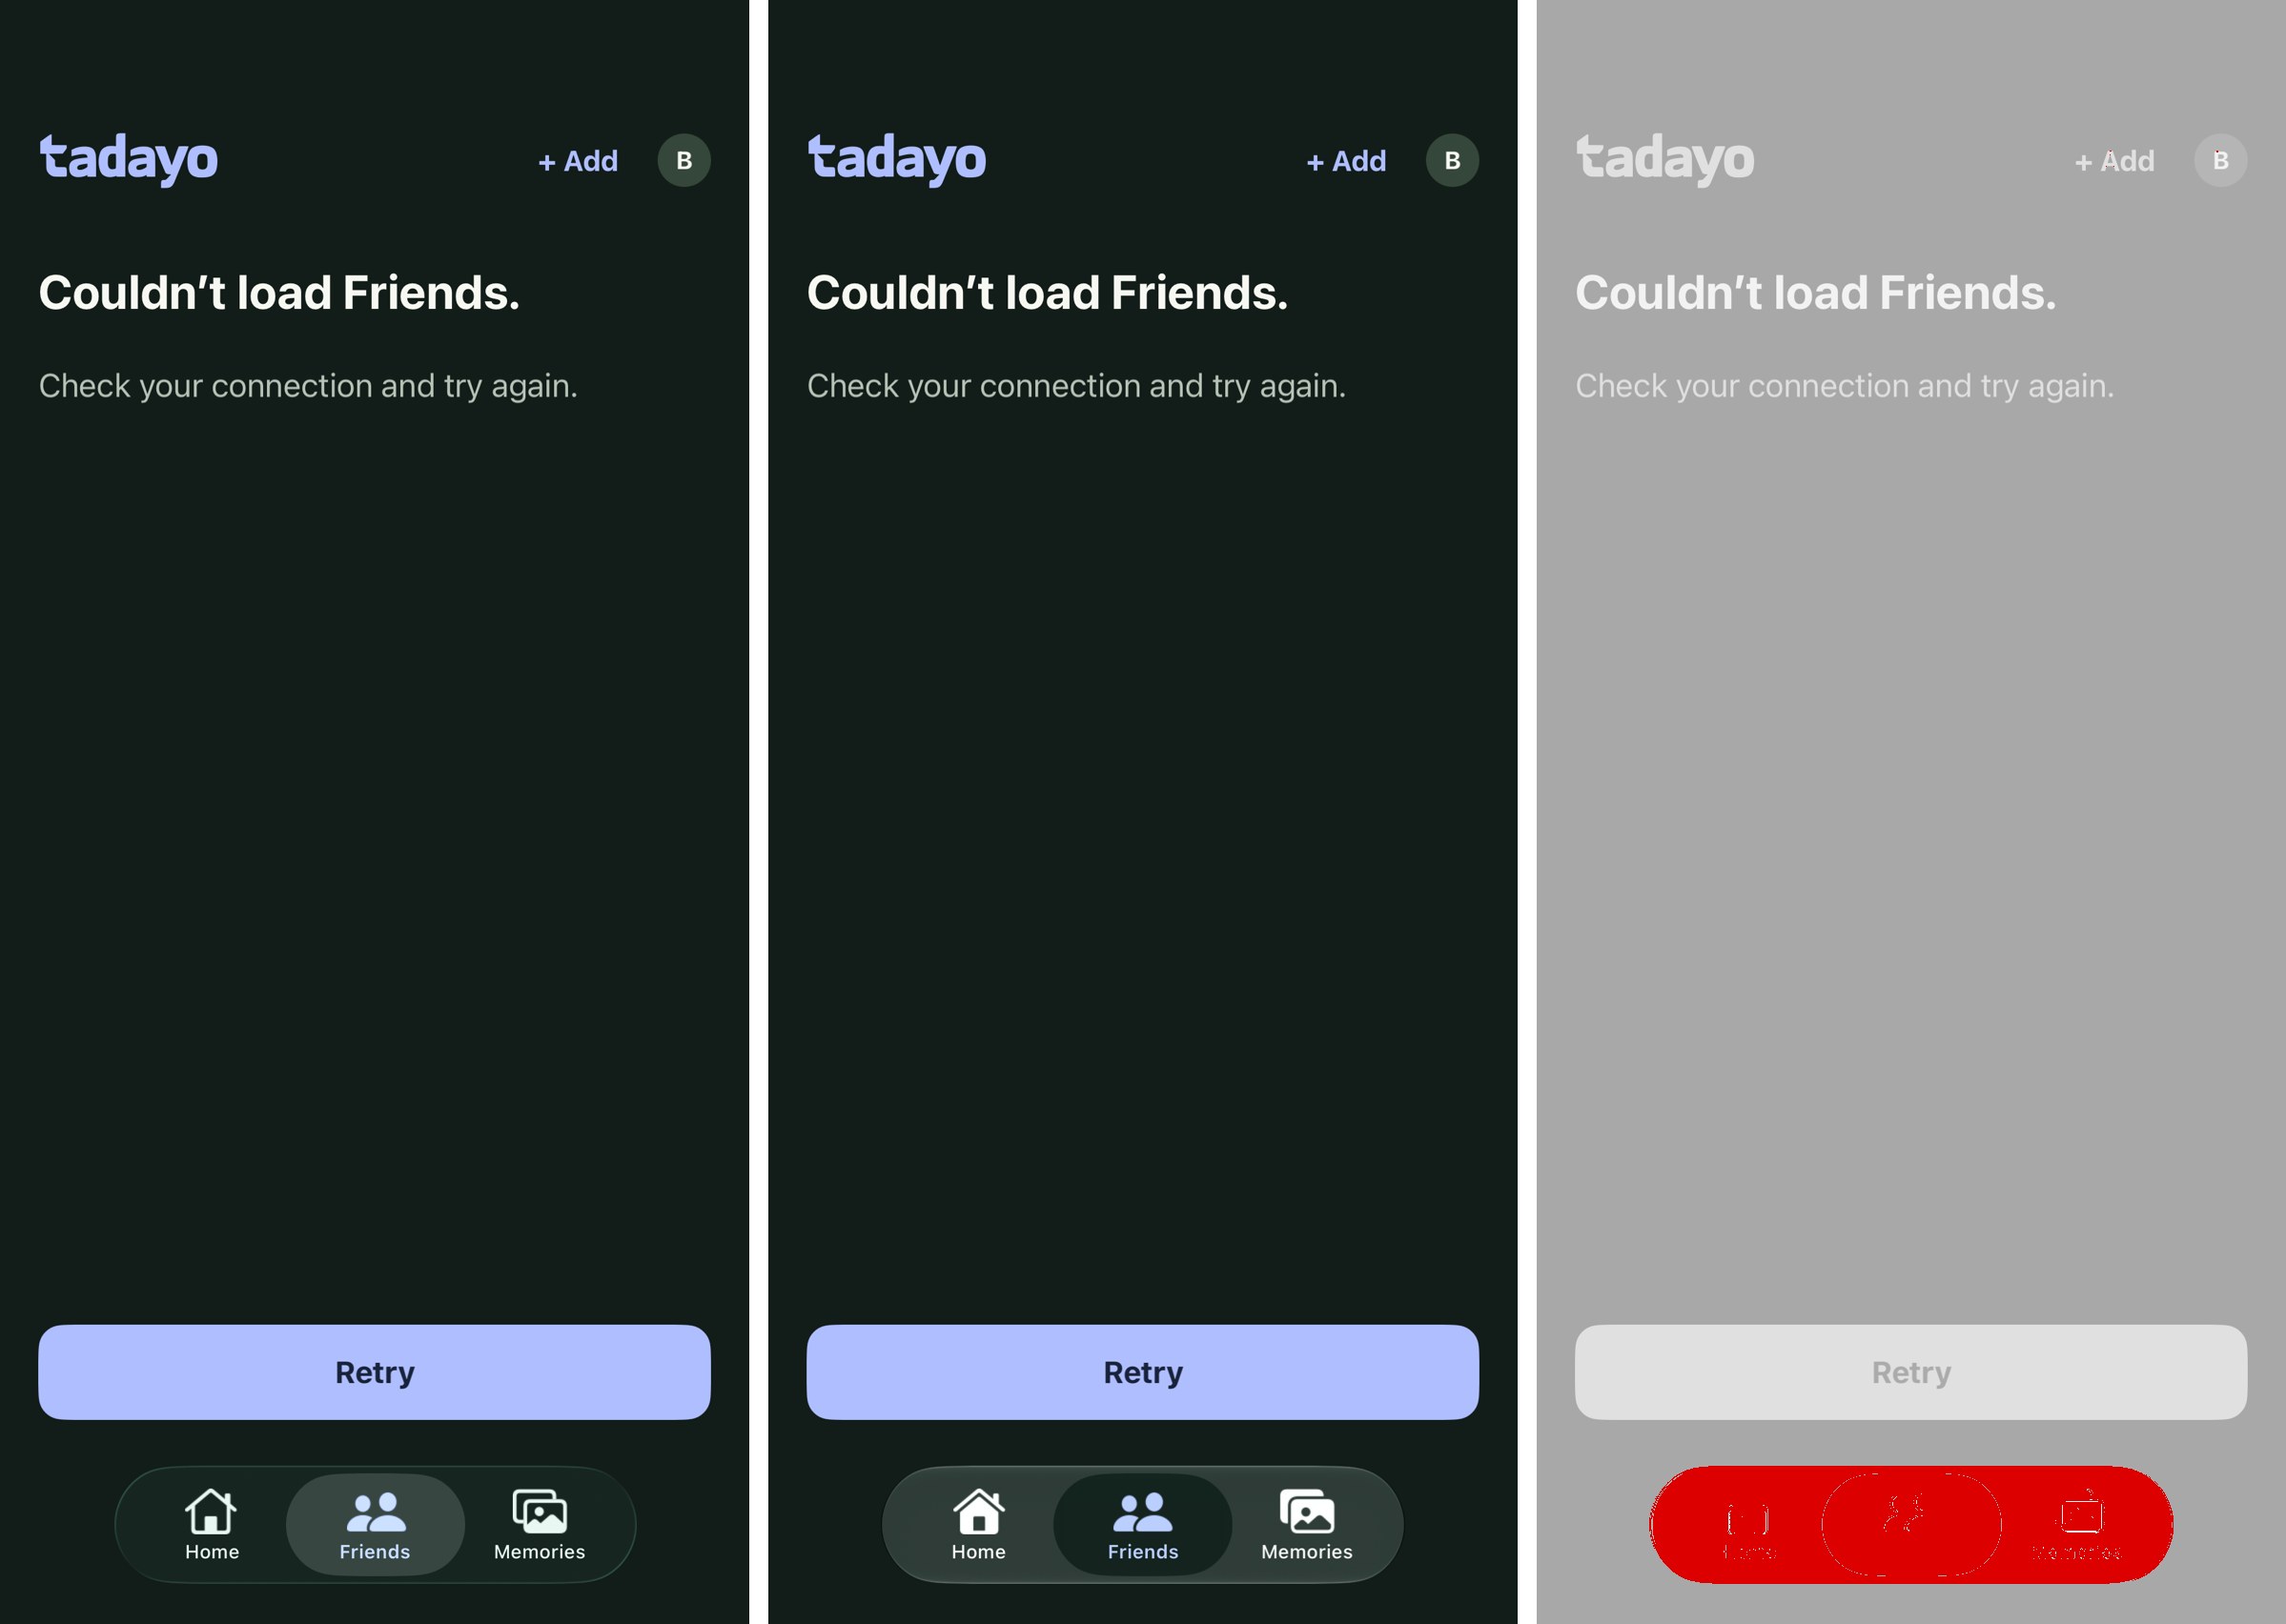 tadayo + Add B
Couldn’t load Friends.
Check your connection and try again.
Retry
Home Friends Memories
tadayo + Add B
Couldn’t load Friends.
Check your connection and try again.
Retry
Home Friends Memories
tadayo + Add B
Couldn’t load Friends.
Check your connection and try again.
Retry